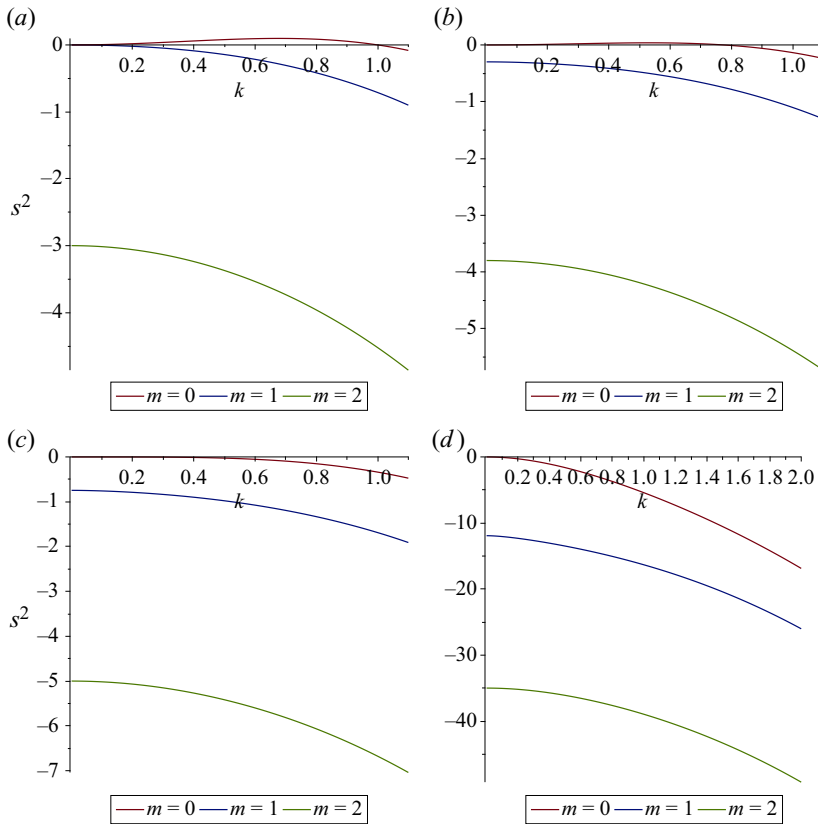 (a)
0
0.2 0.4 0.6 0.8 1.0
k
–1
s²
–3
–4
m = 0 m = 1 m = 2
(b)
0
0.2 0.4 0.6 0.8 1.0
k
–1
–2
–3
–4
–5
m = 0 m = 1 m = 2
(c)
0
0.2 0.4 0.6 0.8 1.0
k
–1
–2
–3
s²
–4
–5
–6
–7
m = 0 m = 1 m = 2
(d)
0
0.2 0.4 0.6 0.8 1.0 1.2 1.4 1.6 1.8 2.0
k
–10
–20
–35
–40
m = 0 m = 1 m = 2